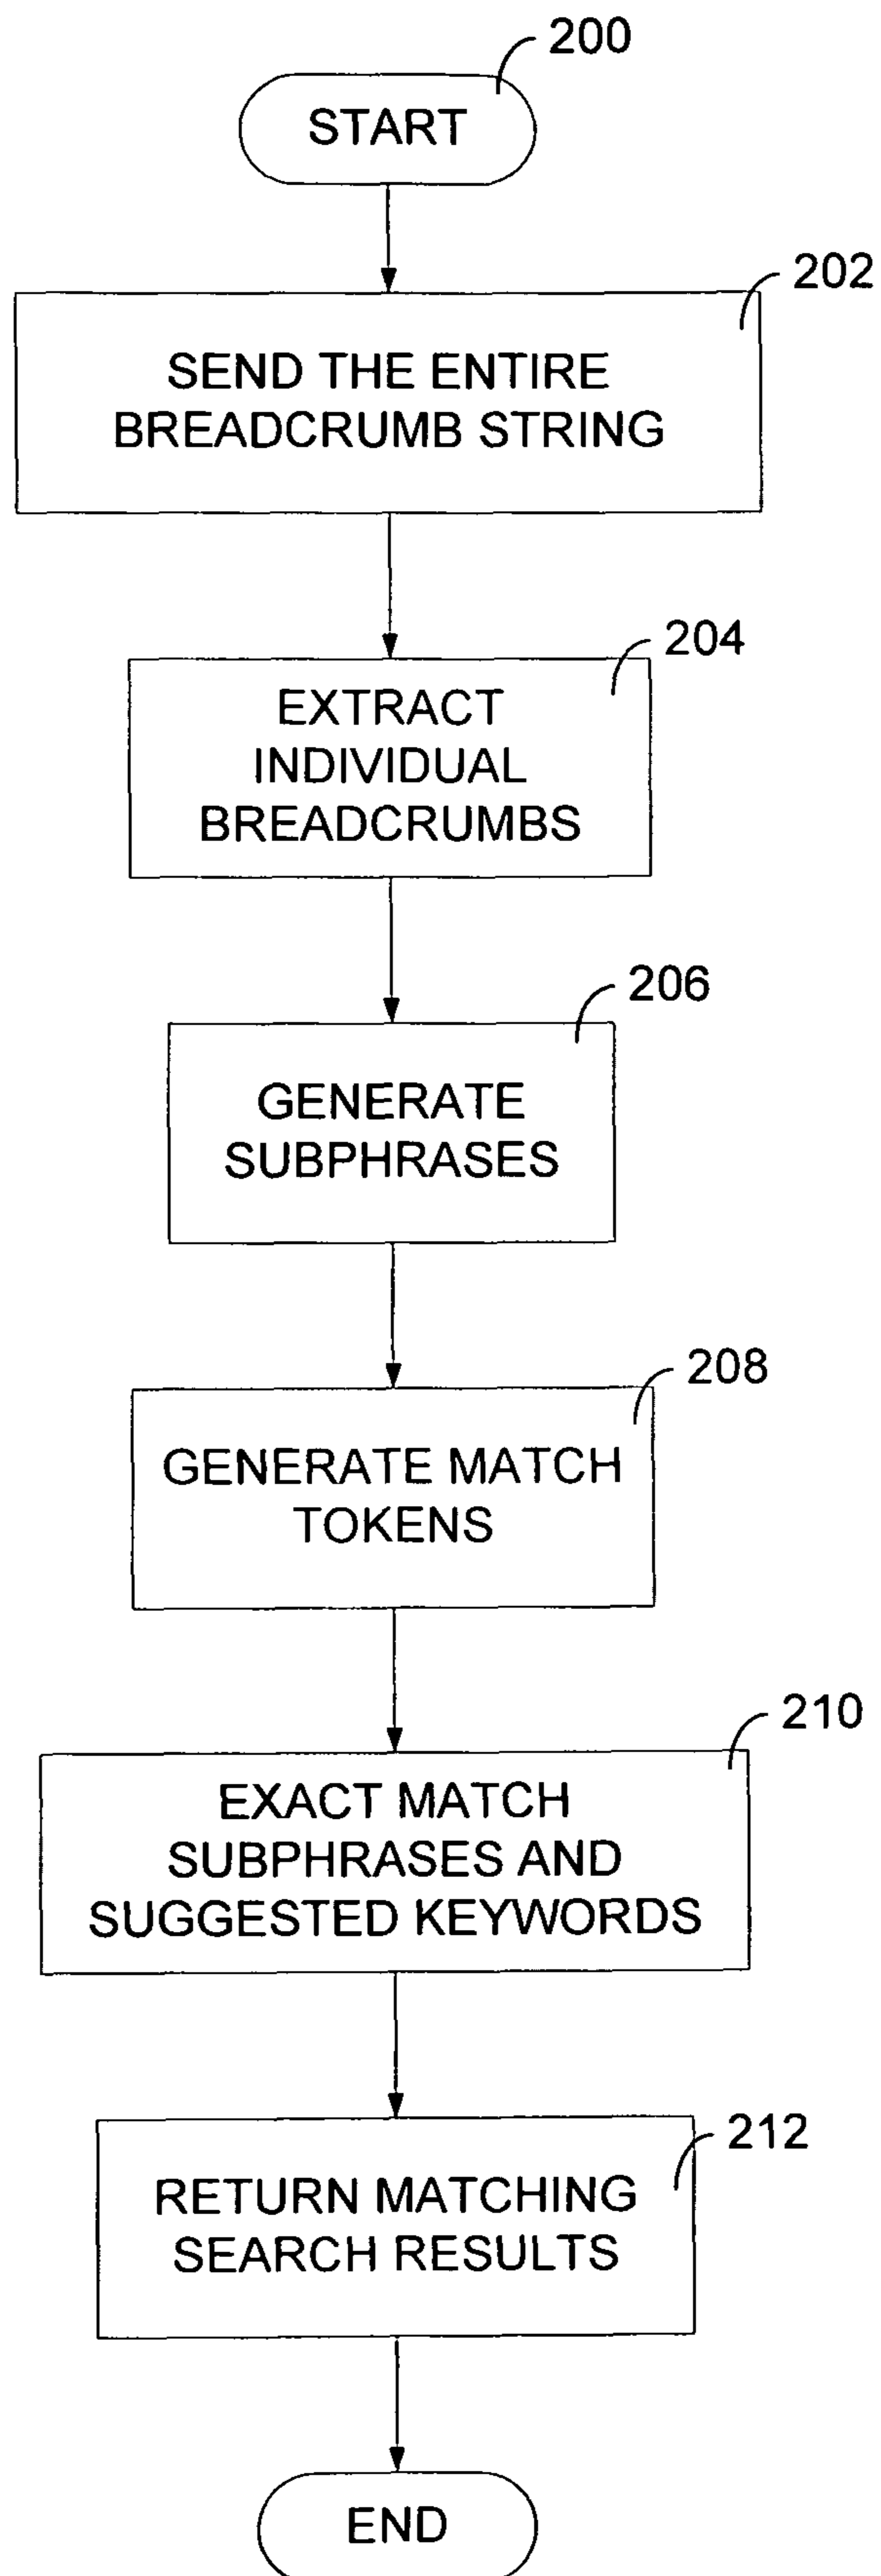 200
START
202
SEND THE ENTIRE
BREADCRUMB STRING
204
EXTRACT
INDIVIDUAL
BREADCRUMBS
206
GENERATE
SUBPHRASES
208
GENERATE MATCH
TOKENS
210
EXACT MATCH
SUBPHRASES AND
SUGGESTED KEYWORDS
212
RETURN MATCHING
SEARCH RESULTS
END